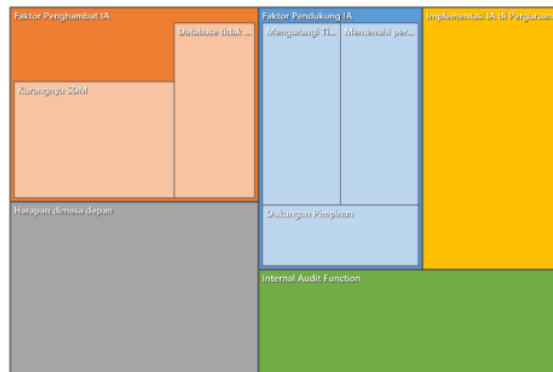 Faktor Penghambat IA
Database tidak ...
Kurangnya SDM
Faktor Pendukung IA
Mengurangi Ti...
Memenuhi per...
Dukungan Pimpinan
Implementasi IA di Perguruan
Harapan dimasa depan
Internal Audit Function